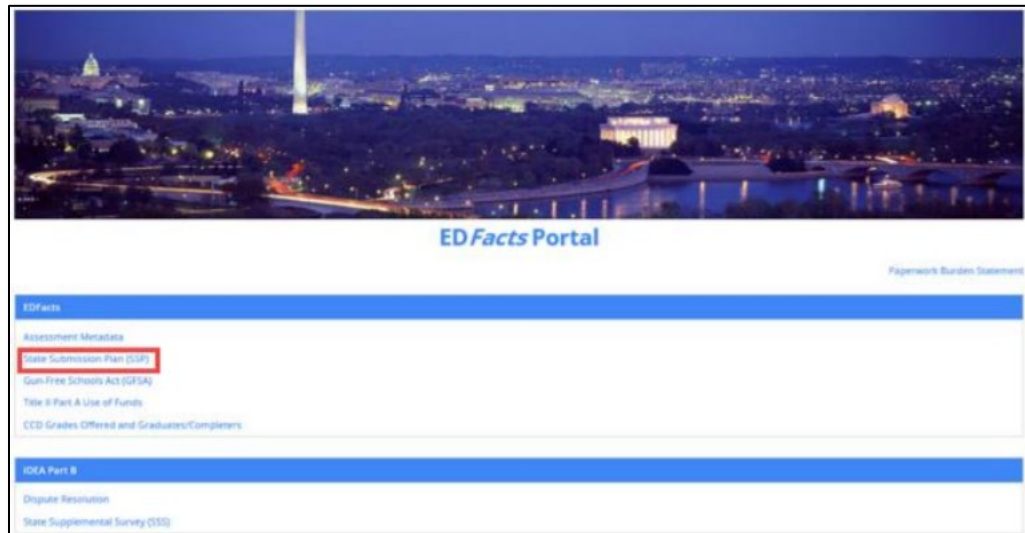 EDFacts Portal
Paperwork Burden Statement
EDFacts
Assessment Metadata
State Submission Plan (SSP)
Gun-Free Schools Act (GFSA)
Title II Part A Use of Funds
CCD Grades Offered and Graduates/Completers
IDEA Part B
Dispute Resolution
State Supplemental Survey (SSS)